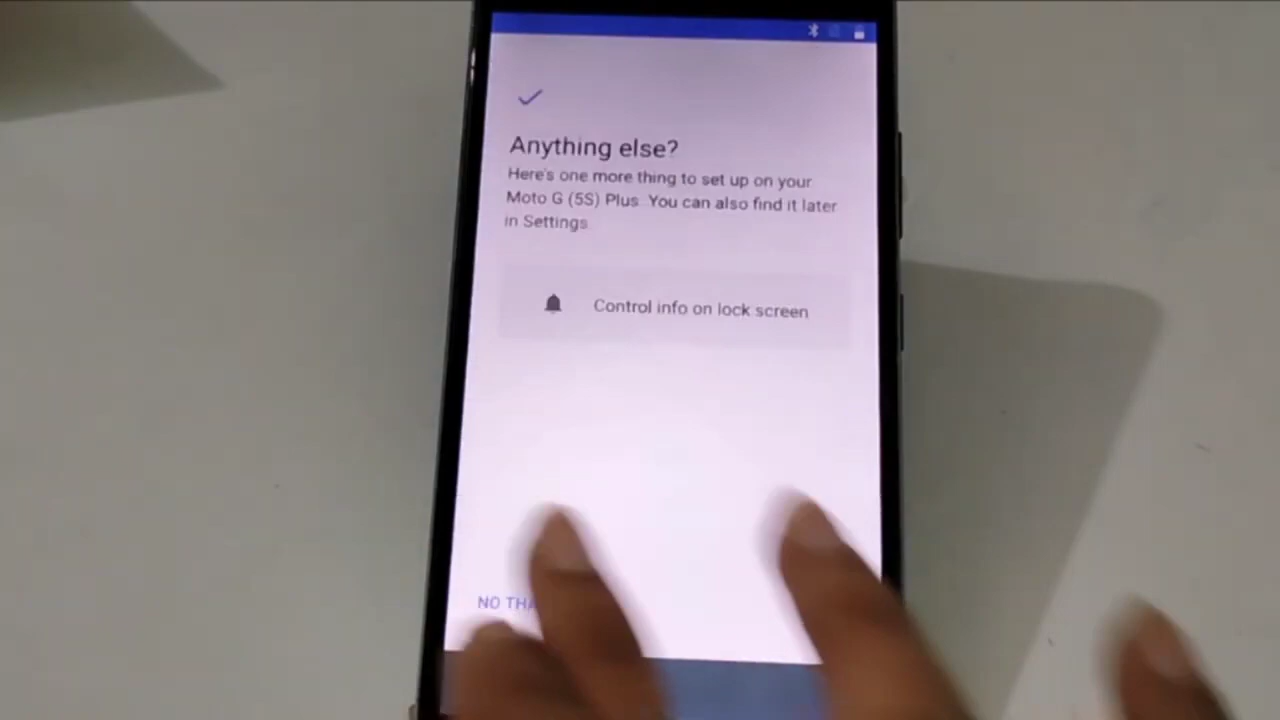 Anything else?
Here's one more thing to set up on your
Moto G (5S) Plus. You can also find it later
in Settings
Control info on lock screen
NO